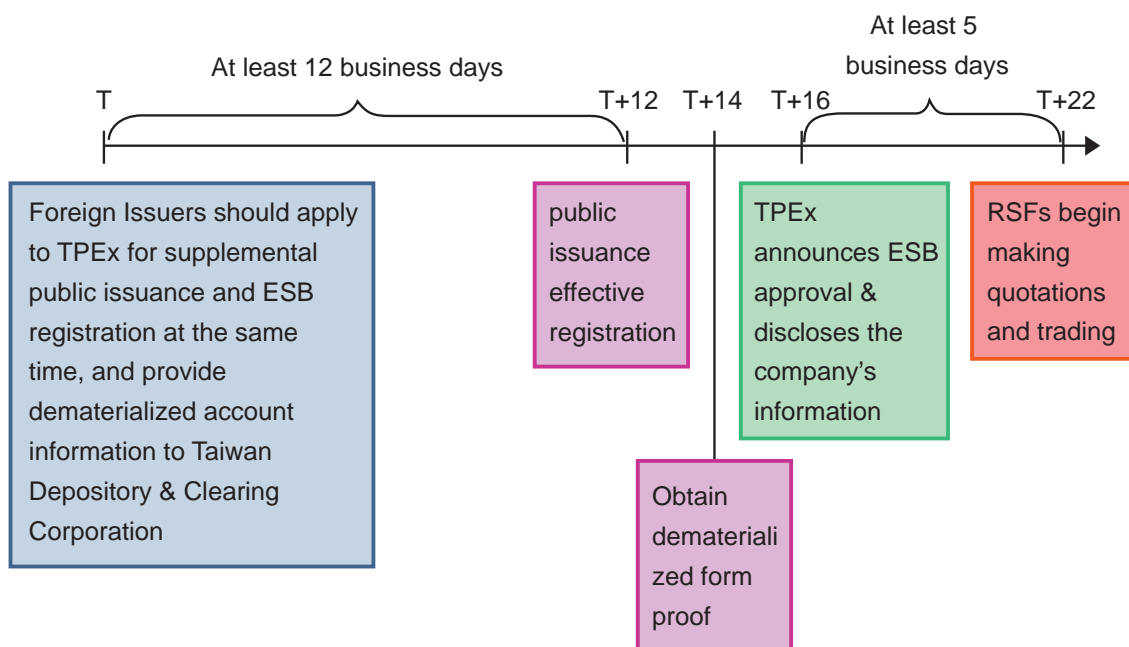 At least 5
business days
At least 12 business days
T
T+12
T+14
T+16
T+22
Foreign Issuers should apply
to TPEx for supplemental
public issuance and ESB
registration at the same
time, and provide
dematerialized account
information to Taiwan
Depository & Clearing
Corporation
public
issuance
effective
registration
TPEx
announces ESB
approval &
discloses the
company's
information
RSFs begin
making
quotations
and trading
Obtain
demateriali
zed form
proof